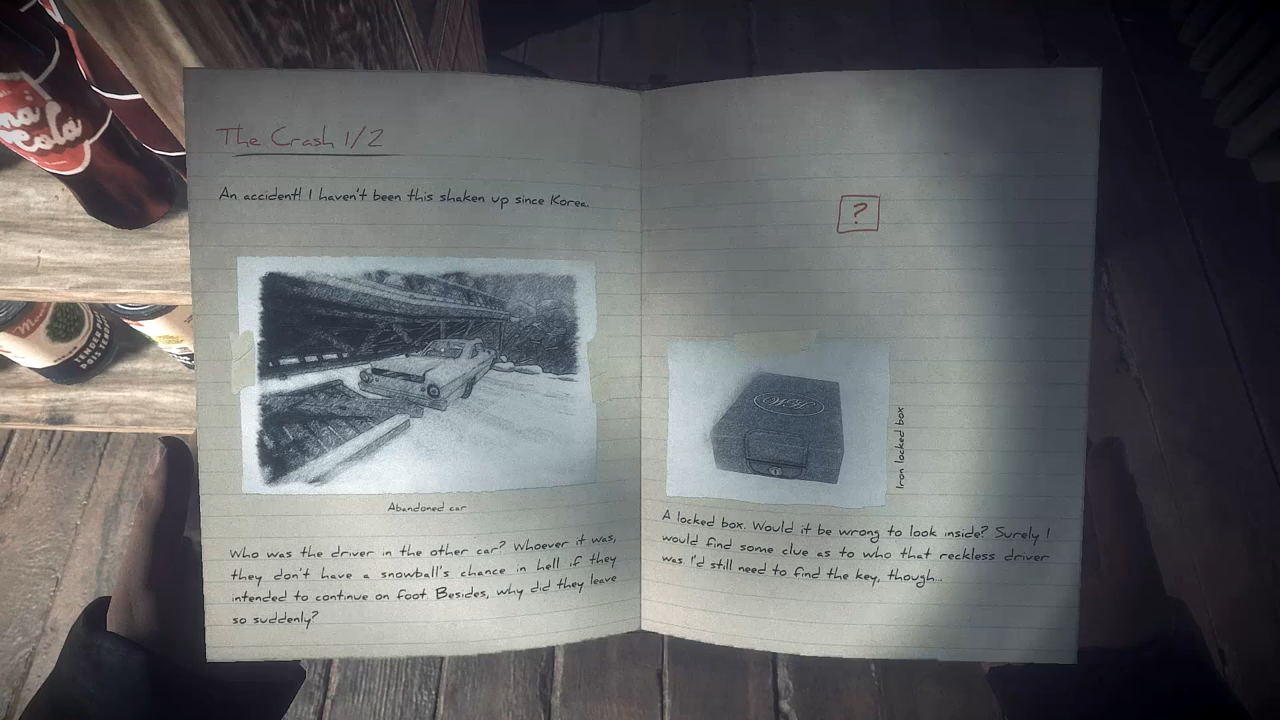 The Crash 1/2
An accident! I haven't been this shaken up since Korea.
Abandoned car
Who was the driver in the other car? Whoever it was,
they don't have a snowball's chance in hell if they
intended to continue on foot. Besides, why did they leave
so suddenly?
?
Iron locked box
A locked box. Would it be wrong to look inside? Surely I
would find some clue as to who that reckless driver
was. I'd still need to find the key, though...
Cola
TENDER
POIS TENDR